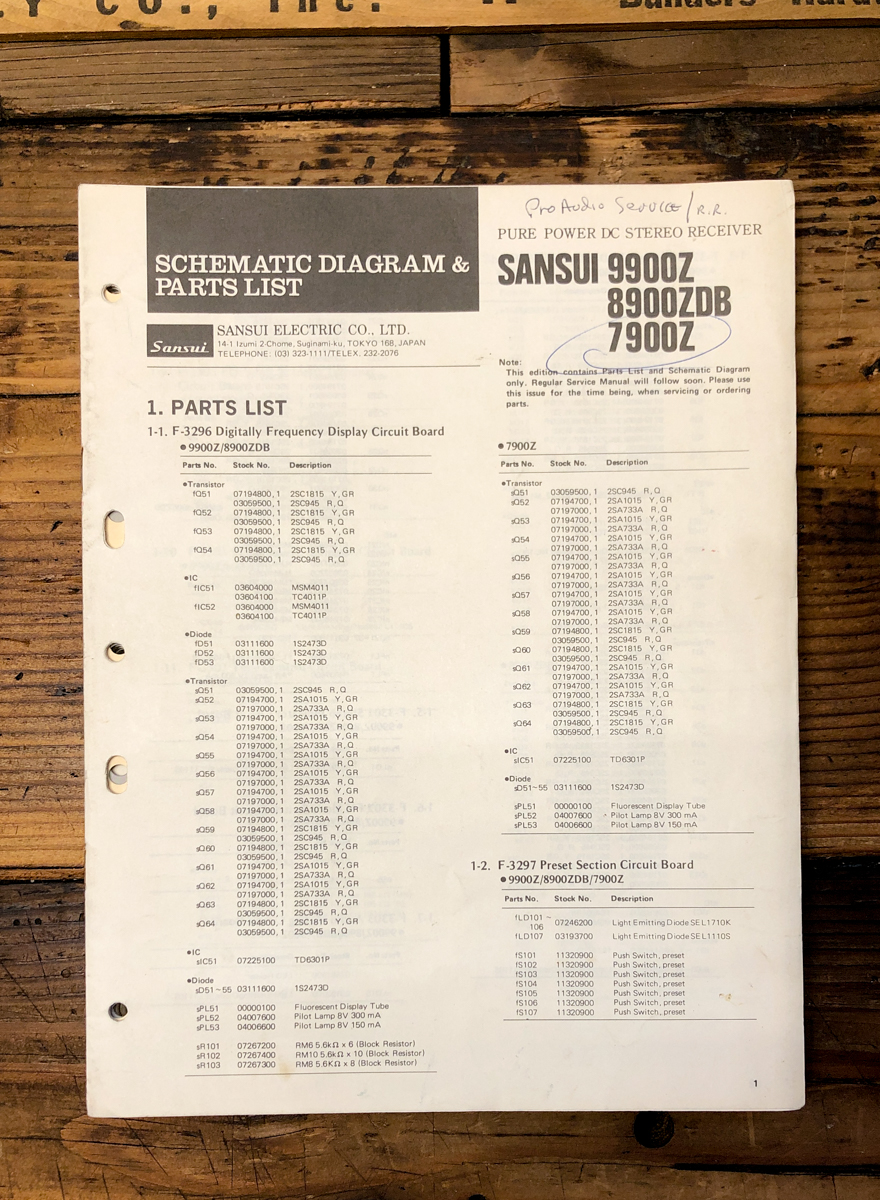 Y CO., Inc.
SCHEMATIC DIAGRAM &
PARTS LIST
Sansui
SANSUI ELECTRIC CO., LTD.
14-1 Izumi 2-Chome, Suginami-ku, TOKYO 168, JAPAN
TELEPHONE: (03) 323-1111/TELEX. 232-2076
Pro Audio Service / R.R.
PURE POWER DC STEREO RECEIVER
SANSUI 9900Z
8900ZDB
7900Z
Note:
This edition contains Parts List and Schematic Diagram
only. Regular Service Manual will follow soon. Please use
this issue for the time being, when servicing or ordering
parts.
1. PARTS LIST
1-1. F-3296 Digitally Frequency Display Circuit Board
●9900Z/8900ZDB
Parts No. Stock No. Description
●Transistor
fQ51 07194800, 1 2SC1815 Y, GR
03059500, 1 2SC945 R, Q
fQ52 07194800, 1 2SC1815 Y, GR
03059500, 1 2SC945 R, Q
fQ53 07194800, 1 2SC1815 Y, GR
03059500, 1 2SC945 R, Q
fQ54 07194800, 1 2SC1815 Y, GR
03059500, 1 2SC945 R, Q
●IC
fIC51 03604000 MSM4011
03604100 TC4011P
fIC52 03604000 MSM4011
03604100 TC4011P
●Diode
fD51 03111600 1S2473D
fD52 03111600 1S2473D
fD53 03111600 1S2473D
●Transistor
sQ51 03059500, 1 2SC945 R, Q
sQ52 07194700, 1 2SA1015 Y, GR
07197000, 1 2SA733A R, Q
sQ53 07194700, 1 2SA1015 Y, GR
07197000, 1 2SA733A R, Q
sQ54 07194700, 1 2SA1015 Y, GR
07197000, 1 2SA733A R, Q
sQ55 07194700, 1 2SA1015 Y, GR
07197000, 1 2SA733A R, Q
sQ56 07194700, 1 2SA1015 Y, GR
07197000, 1 2SA733A R, Q
sQ57 07194700, 1 2SA1015 Y, GR
07197000, 1 2SA733A R, Q
sQ58 07194700, 1 2SA1015 Y, GR
07197000, 1 2SA733A R, Q
sQ59 07194800, 1 2SC1815 Y, GR
03059500, 1 2SC945 R, Q
sQ60 07194800, 1 2SC1815 Y, GR
03059500, 1 2SC945 R, Q
sQ61 07194700, 1 2SA1015 Y, GR
07197000, 1 2SA733A R, Q
sQ62 07194700, 1 2SA1015 Y, GR
07197000, 1 2SA733A R, Q
sQ63 07194800, 1 2SC1815 Y, GR
03059500, 1 2SC945 R, Q
sQ64 07194800, 1 2SC1815 Y, GR
03059500, 1 2SC945 R, Q
●IC
sIC51 07225100 TD6301P
●Diode
sD51~55 03111600 1S2473D
sPL51 00000100 Fluorescent Display Tube
sPL52 04007600 Pilot Lamp 8V 300 mA
sPL53 04006600 Pilot Lamp 8V 150 mA
sR101 07267200 RM6 5.6kΩ x 6 (Block Resistor)
sR102 07267400 RM10 5.6kΩ x 10 (Block Resistor)
sR103 07267300 RM8 5.6KΩ x 8 (Block Resistor)
●7900Z
Parts No. Stock No. Description
●Transistor
sQ51 03059500, 1 2SC945 R, Q
sQ52 07194700, 1 2SA1015 Y, GR
07197000, 1 2SA733A R, Q
sQ53 07194700, 1 2SA1015 Y, GR
07197000, 1 2SA733A R, Q
sQ54 07194700, 1 2SA1015 Y, GR
07197000, 1 2SA733A R, Q
sQ55 07194700, 1 2SA1015 Y, GR
07197000, 1 2SA733A R, Q
sQ56 07194700, 1 2SA1015 Y, GR
07197000, 1 2SA733A R, Q
sQ57 07194700, 1 2SA1015 Y, GR
07197000, 1 2SA733A R, Q
sQ58 07194700, 1 2SA1015 Y, GR
07197000, 1 2SA733A R, Q
sQ59 07194800, 1 2SC1815 Y, GR
03059500, 1 2SC945 R, Q
sQ60 07194800, 1 2SC1815 Y, GR
03059500, 1 2SC945 R, Q
sQ61 07194700, 1 2SA1015 Y, GR
07197000, 1 2SA733A R, Q
sQ62 07194700, 1 2SA1015 Y, GR
07197000, 1 2SA733A R, Q
sQ63 07194800, 1 2SC1815 Y, GR
03059500, 1 2SC945 R, Q
sQ64 07194800, 1 2SC1815 Y, GR
03059500, 1 2SC945 R, Q
●IC
sIC51 07225100 TD6301P
●Diode
sD51~55 03111600 1S2473D
sPL51 00000100 Fluorescent Display Tube
sPL52 04007600 Pilot Lamp 8V 300 mA
sPL53 04006600 Pilot Lamp 8V 150 mA
1-2. F-3297 Preset Section Circuit Board
●9900Z/8900ZDB/7900Z
Parts No. Stock No. Description
fLD101~
106 07246200 Light Emitting Diode SEL1710K
fLD107 03193700 Light Emitting Diode SEL1110S
fS101 11320900 Push Switch, preset
fS102 11320900 Push Switch, preset
fS103 11320900 Push Switch, preset
fS104 11320900 Push Switch, preset
fS105 11320900 Push Switch, preset
fS106 11320900 Push Switch, preset
fS107 11320900 Push Switch, preset
1